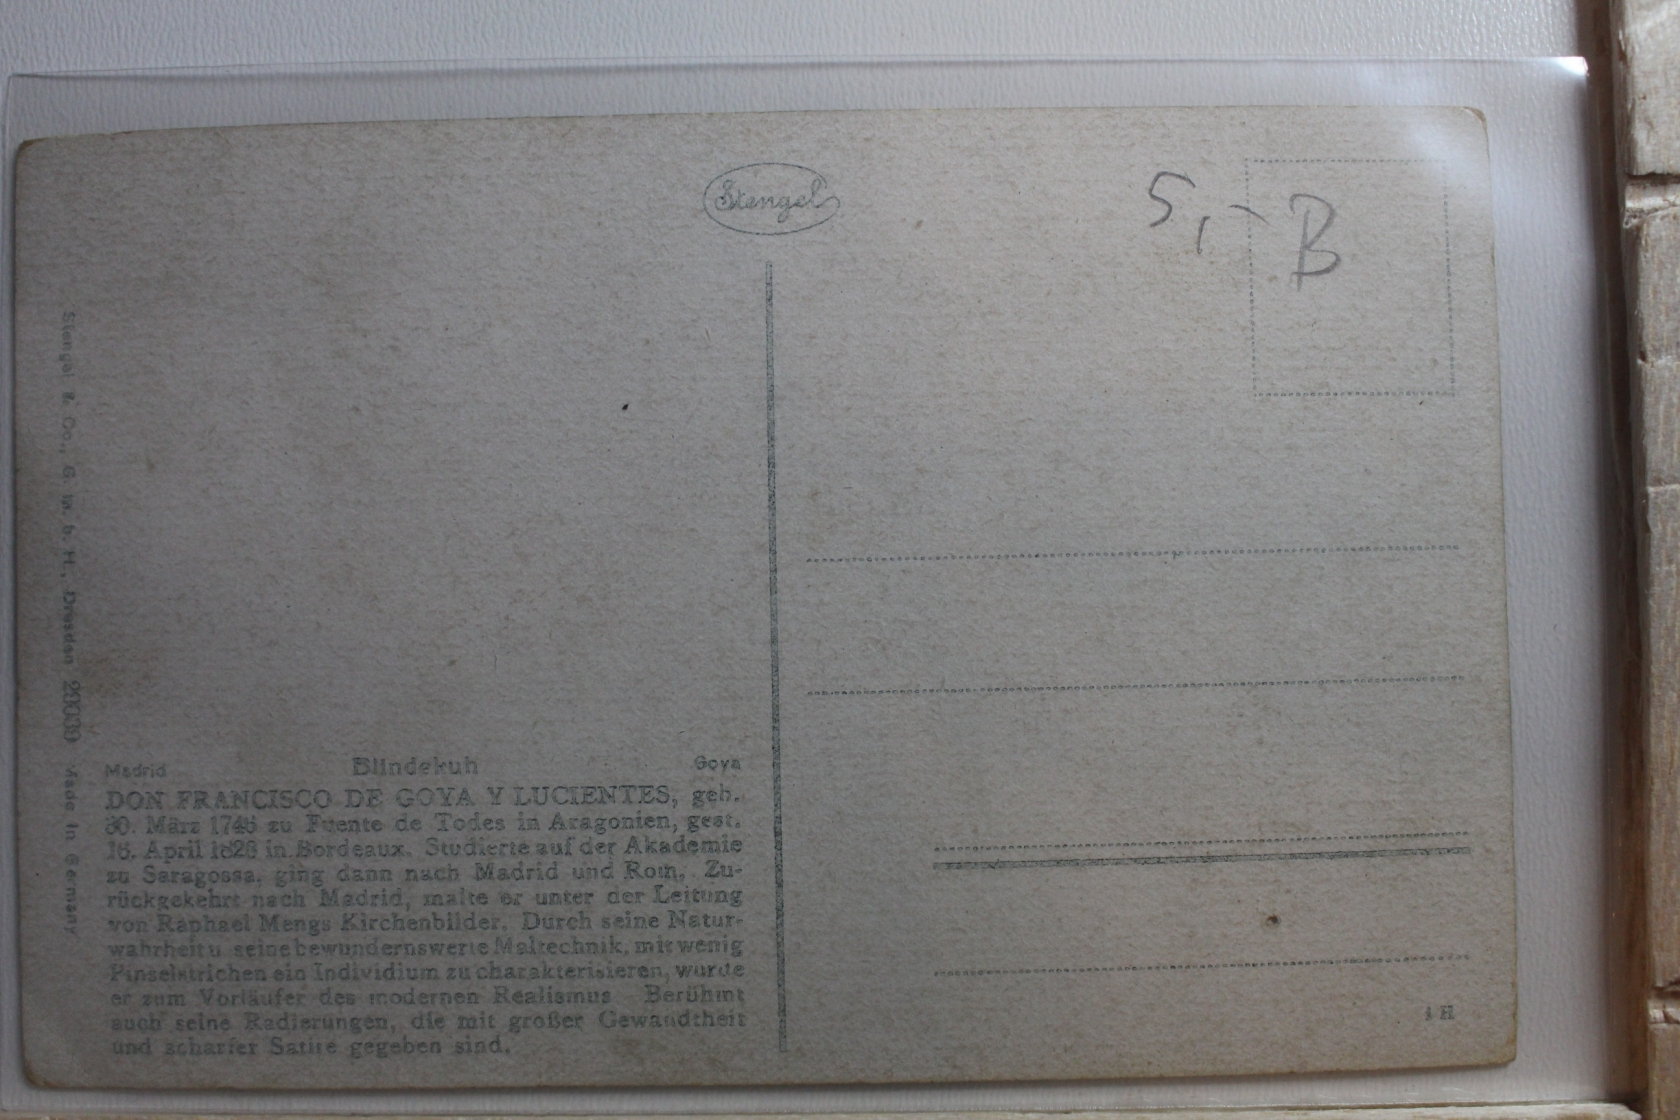 Stengel
5,- B
Stengel & Co., G. m. b. H., Dresden 29000 Made in Germany
Madrid Blindekuh Goya
DON FRANCISCO DE GOYA Y LUCIENTES, geb.
30. März 1746 zu Fuente de Todes in Aragonien, gest.
16. April 1828 in Bordeaux. Studierte auf der Akademie
zu Saragossa, ging dann nach Madrid und Rom. Zu-
rückgekehrt nach Madrid, malte er unter der Leitung
von Raphael Mengs Kirchenbilder. Durch seine Natur-
wahrheit u seine bewundernswerte Maltechnik, mit wenig
Pinselstrichen ein Individium zu charakterisieren, wurde
er zum Vorläufer des modernen Realismus Berühmt
auch seine Radierungen, die mit großer Gewandtheit
und scharfer Satire gegeben sind.
4 H